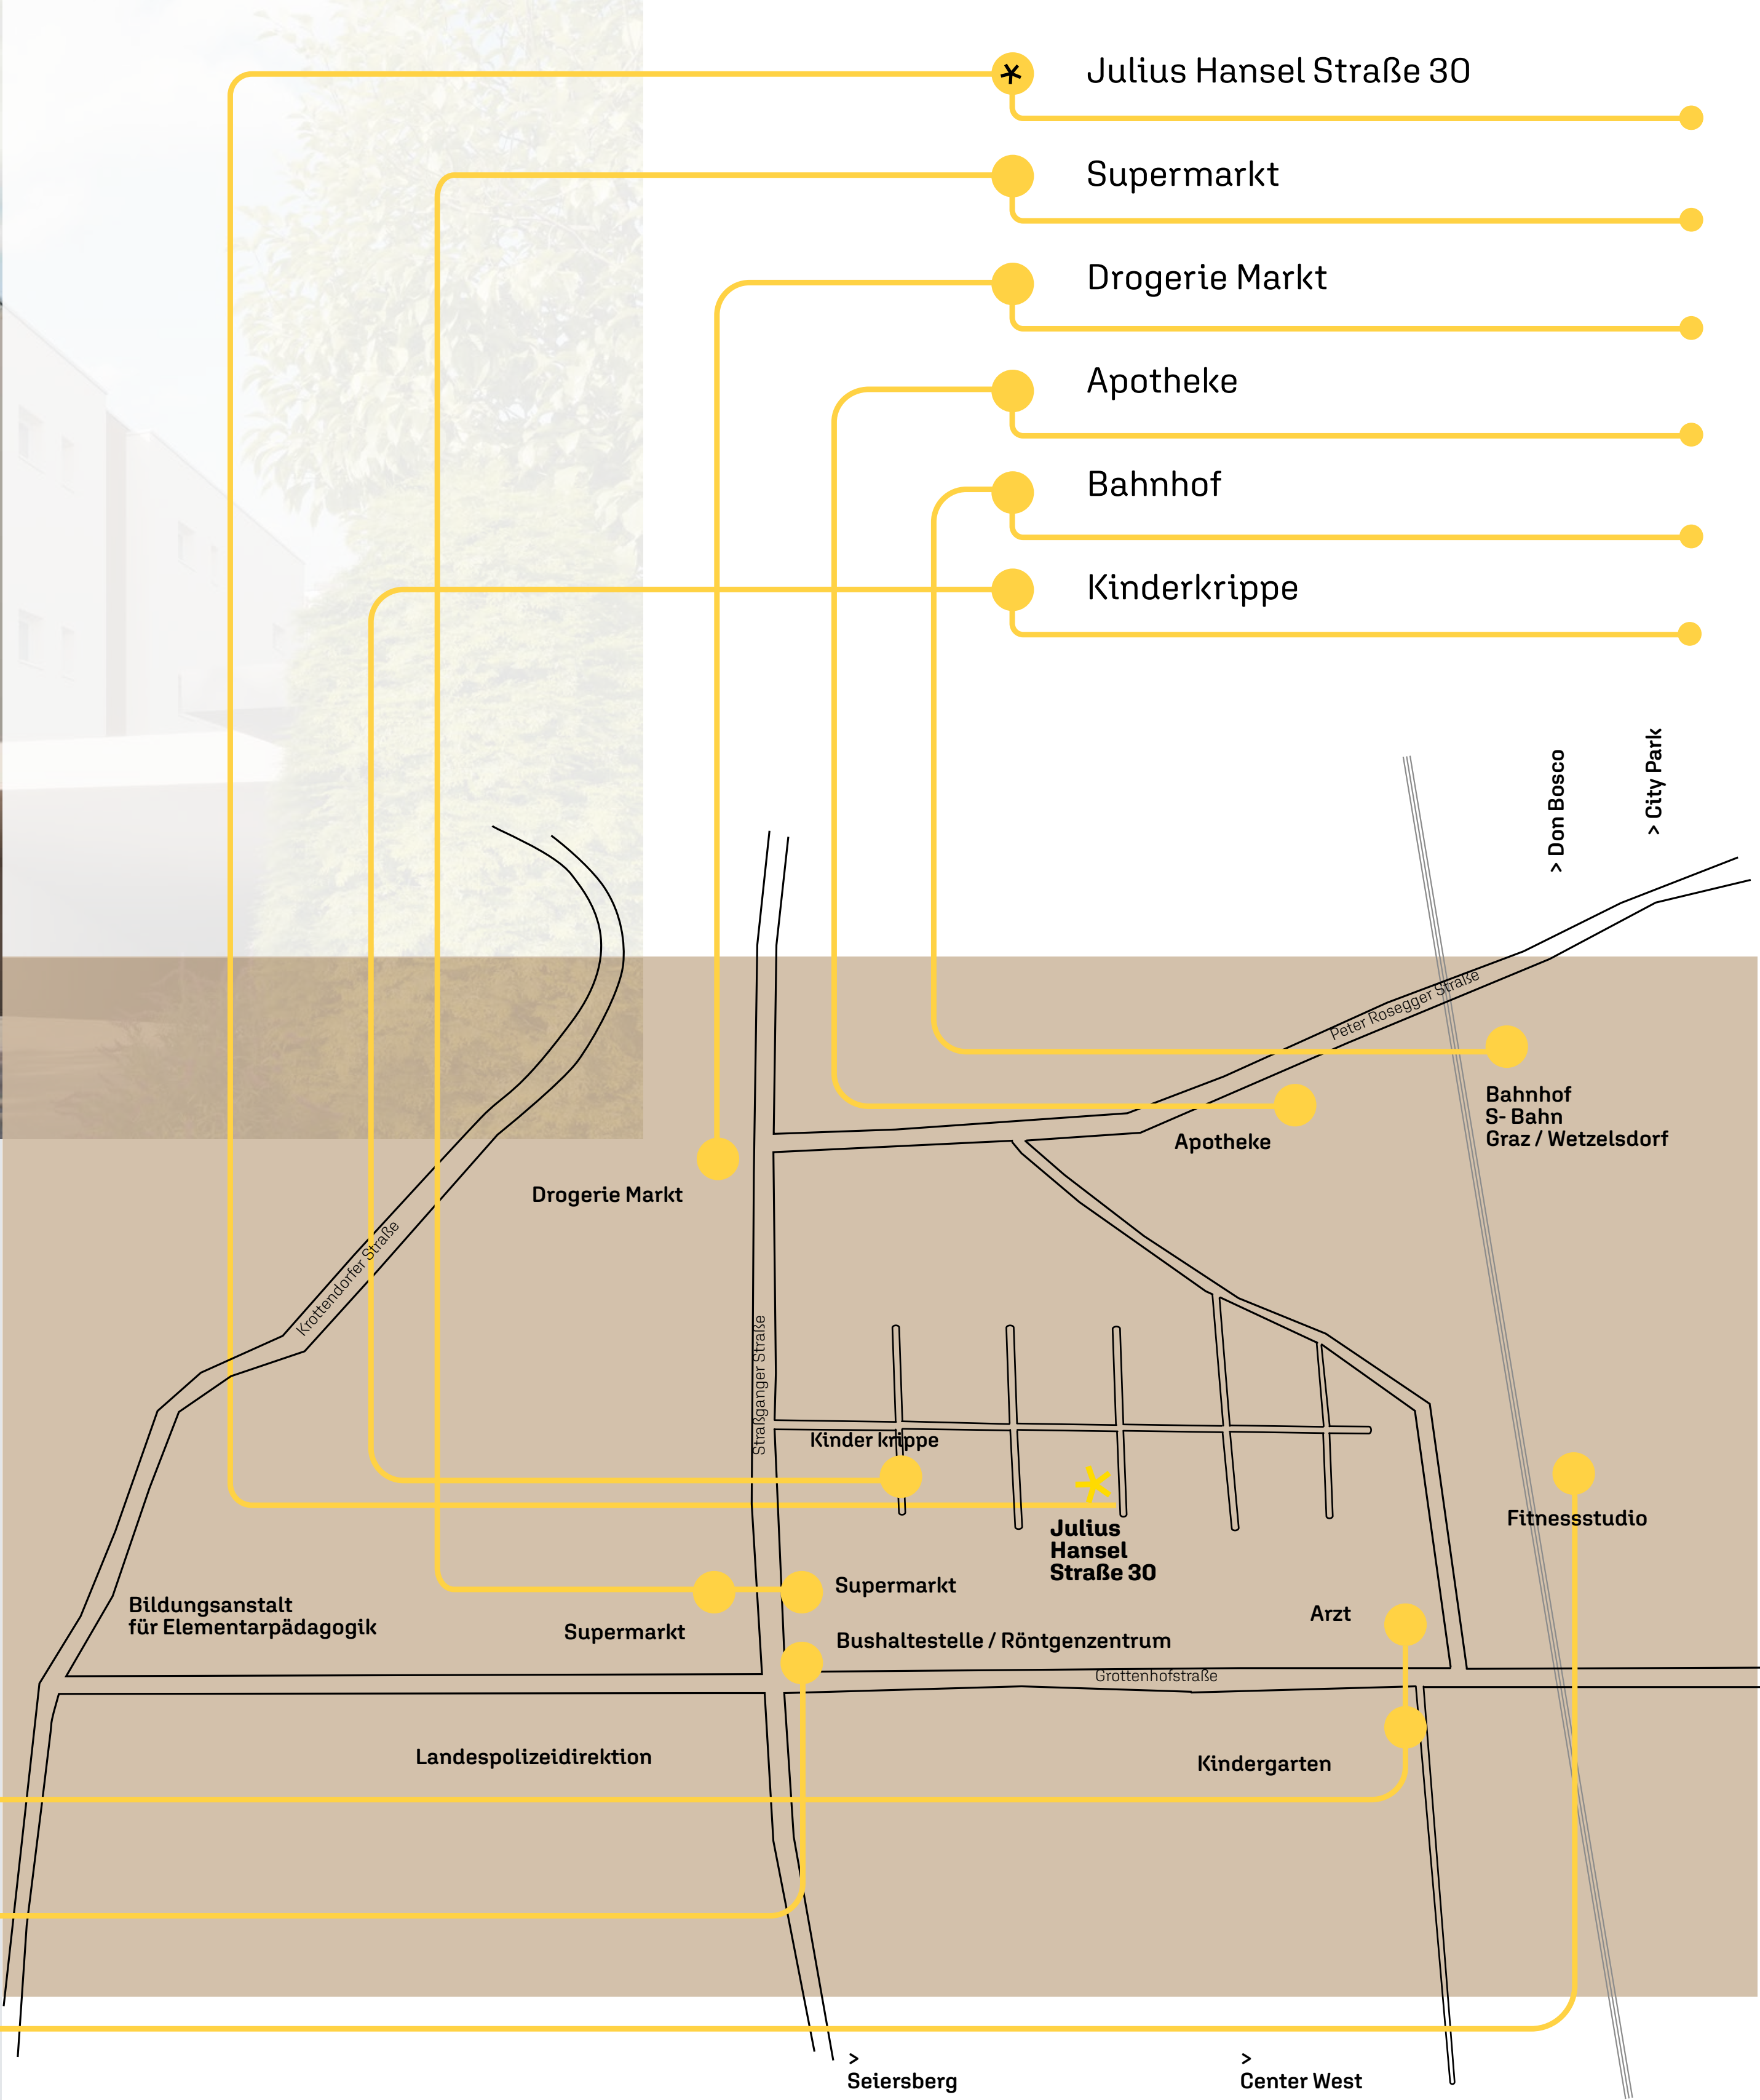 Julius Hansel Straße 30
Supermarkt
Drogerie Markt
Apotheke
Bahnhof
Kinderkrippe
> Don Bosco
> City Park
Peter Rosegger Straße
Bahnhof
S- Bahn
Graz / Wetzelsdorf
Apotheke
Drogerie Markt
Krottendorfer Straße
Straßganger Straße
Kinder krippe
Julius
Hansel
Straße 30
Fitnessstudio
Supermarkt
Bildungsanstalt
für Elementarpädagogik
Supermarkt
Arzt
Bushaltestelle / Röntgenzentrum
Grottenhofstraße
Landespolizeidirektion
Kindergarten
>
Seiersberg
>
Center West